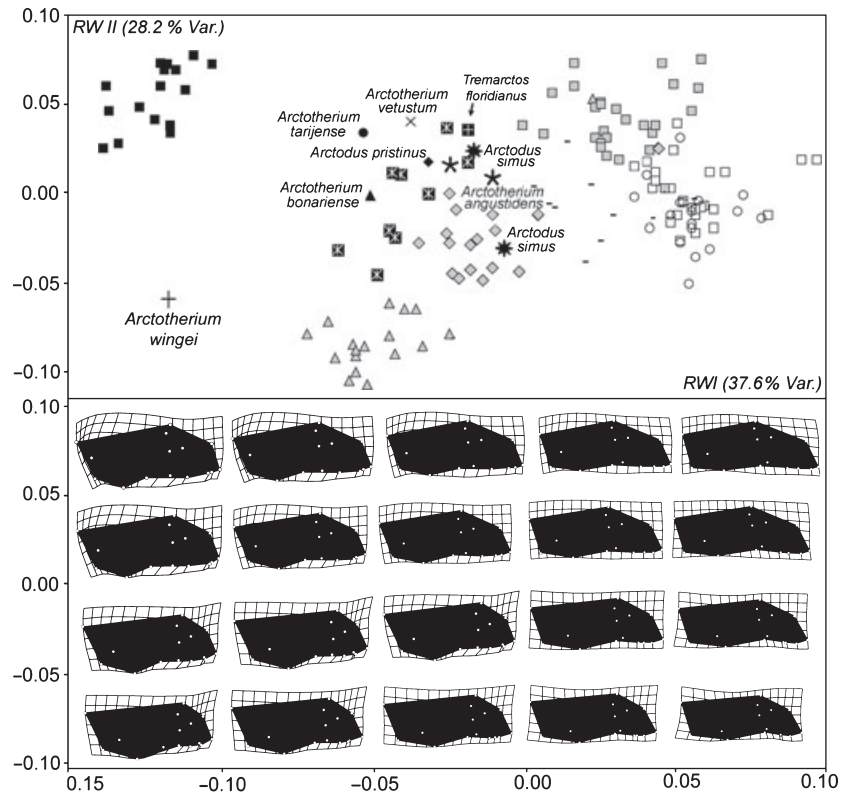 0.10
RW II (28.2 % Var.)
Tremarctos
floridianus
Arctotherium
vetustum
0.05
Arctotherium
tarijense
Arctodus pristinus
Arctodus
simus
0.00
Arctotherium
bonariense
Arctotherium
angustidens
Arctodus
simus
−0.05
Arctotherium
wingei
−0.10
RWI (37.6% Var.)
0.10
0.05
0.00
−0.05
−0.10
0.15
−0.10
−0.05
0.00
0.05
0.10